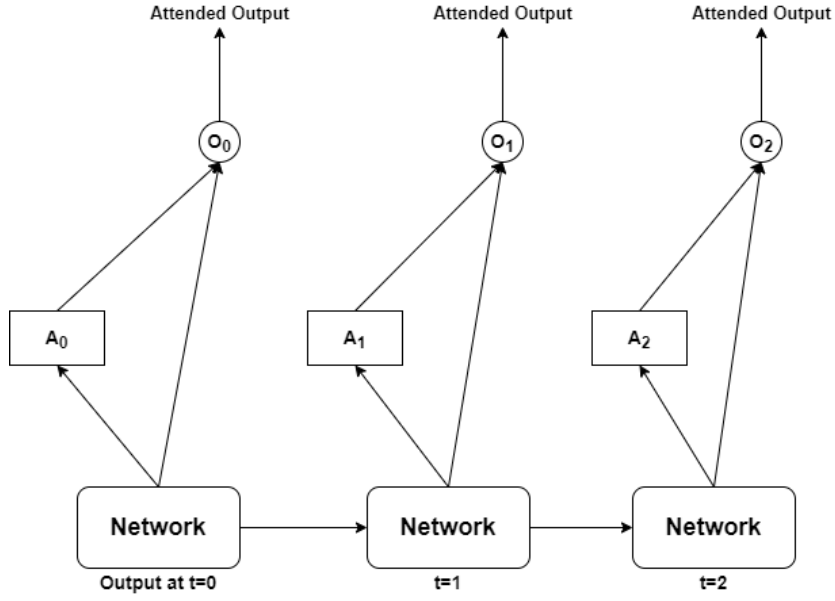 Attended Output
Attended Output
Attended Output
O0
O1
O2
A0
A1
A2
Network
Network
Network
Output at t=0
t=1
t=2